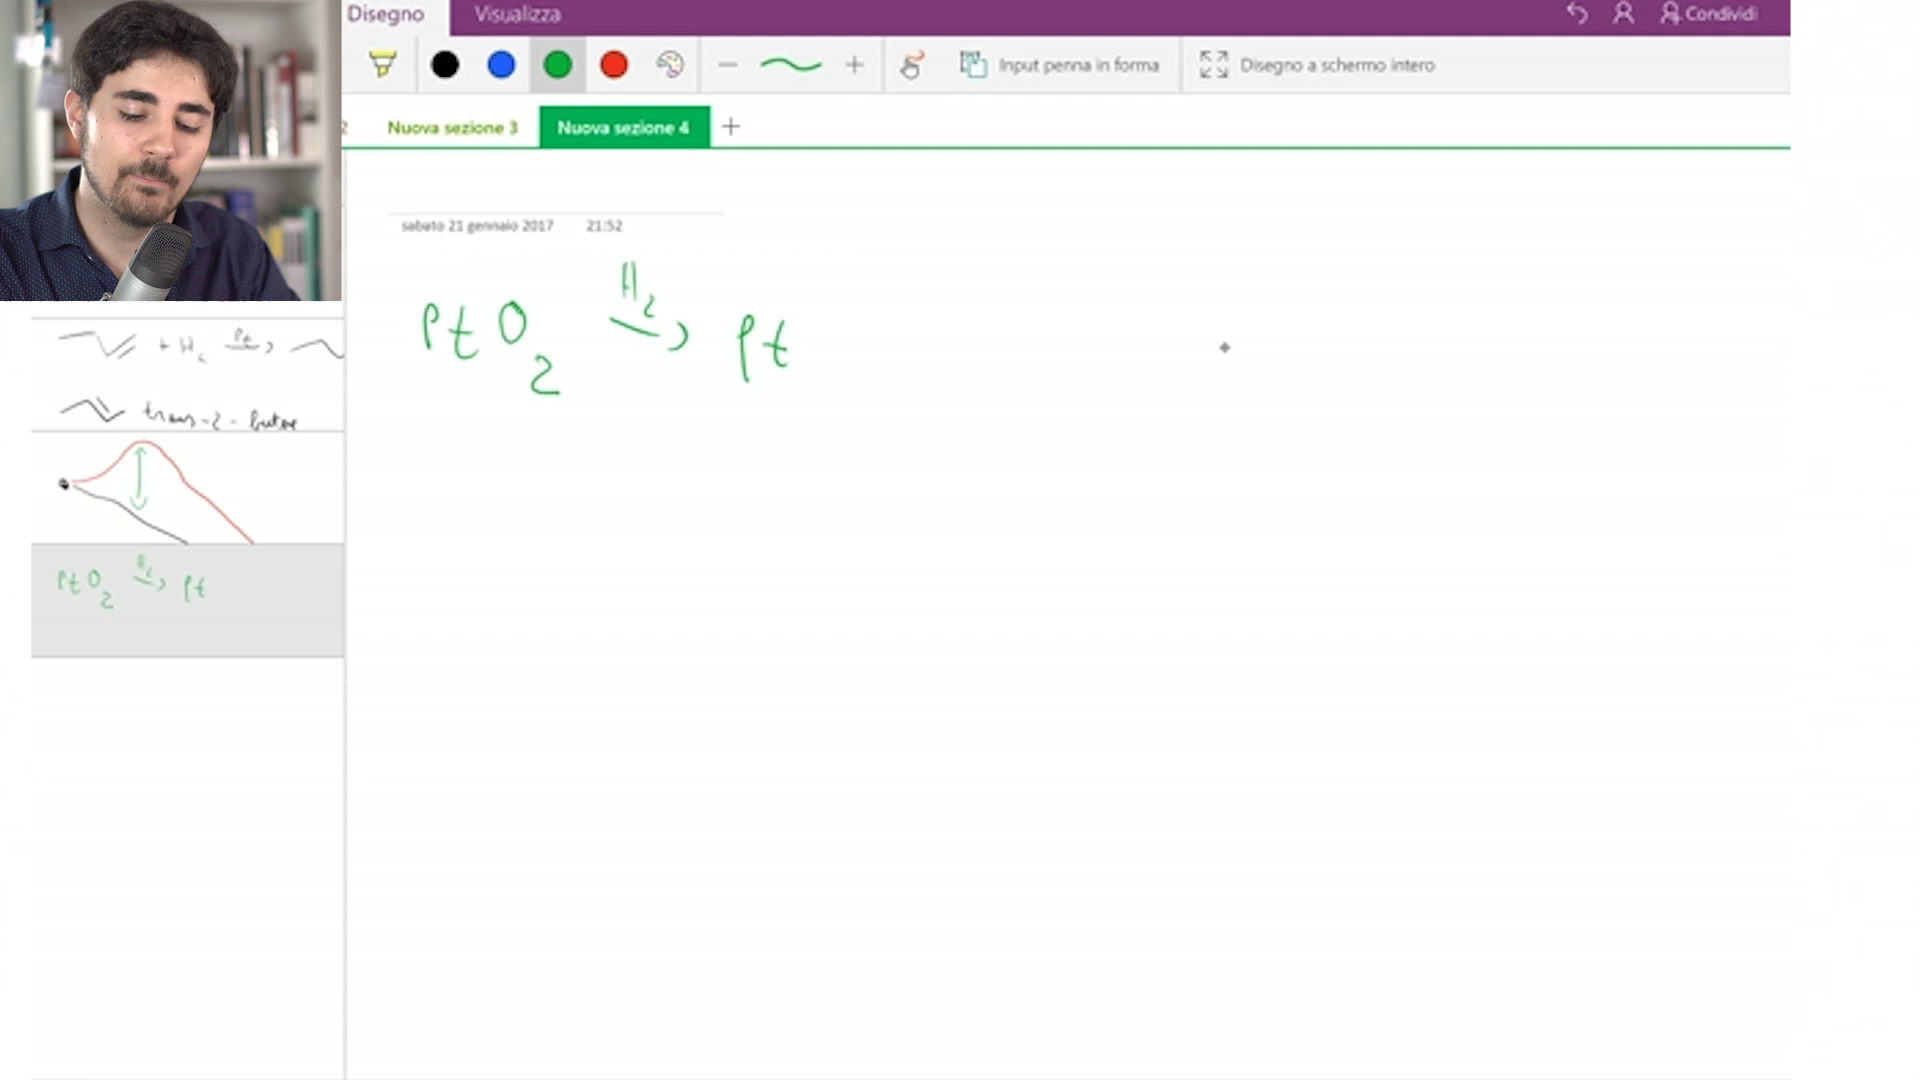 Disegno Visualizza Condividi
Input penna in forma Disegno a schermo intero
2 Nuova sezione 3 Nuova sezione 4 +
sabato 21 gennaio 2017 21:52
H2
PtO2 → Pt
+ H2 Pt →
trans-2-butene
PtO2 H2 → Pt